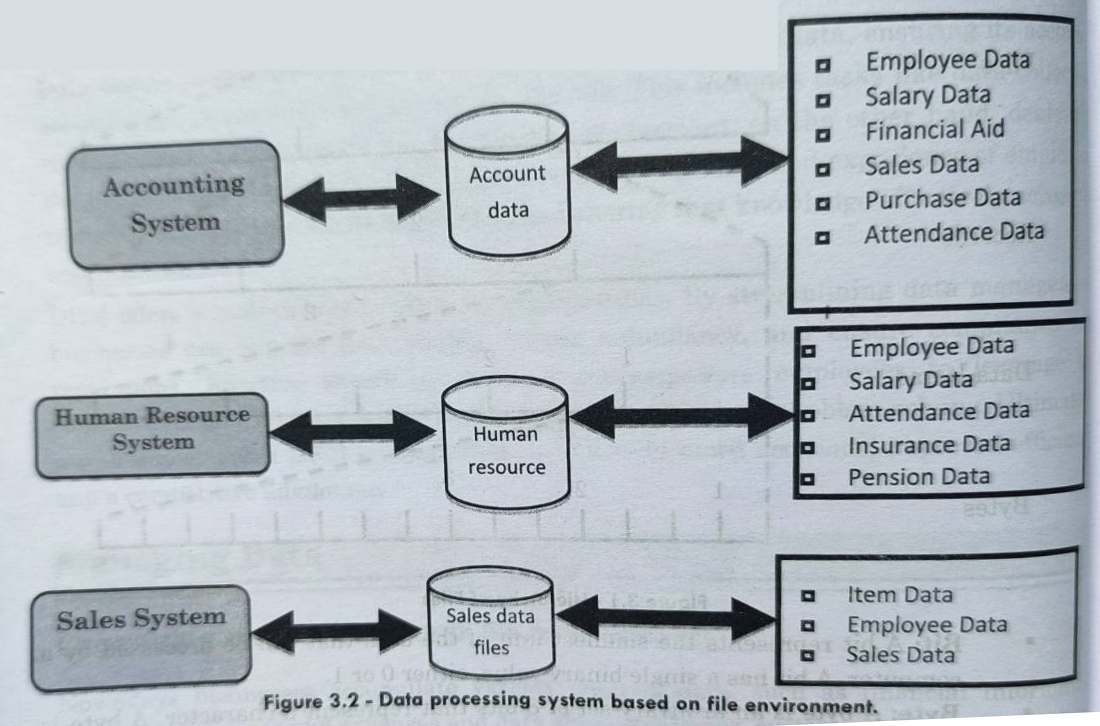 Accounting
System
Account
data
Employee Data
Salary Data
Financial Aid
Sales Data
Purchase Data
Attendance Data
Human Resource
System
Human
resource
Employee Data
Salary Data
Attendance Data
Insurance Data
Pension Data
Sales System
Sales data
files
Item Data
Employee Data
Sales Data
Figure 3.2 - Data processing system based on file environment.